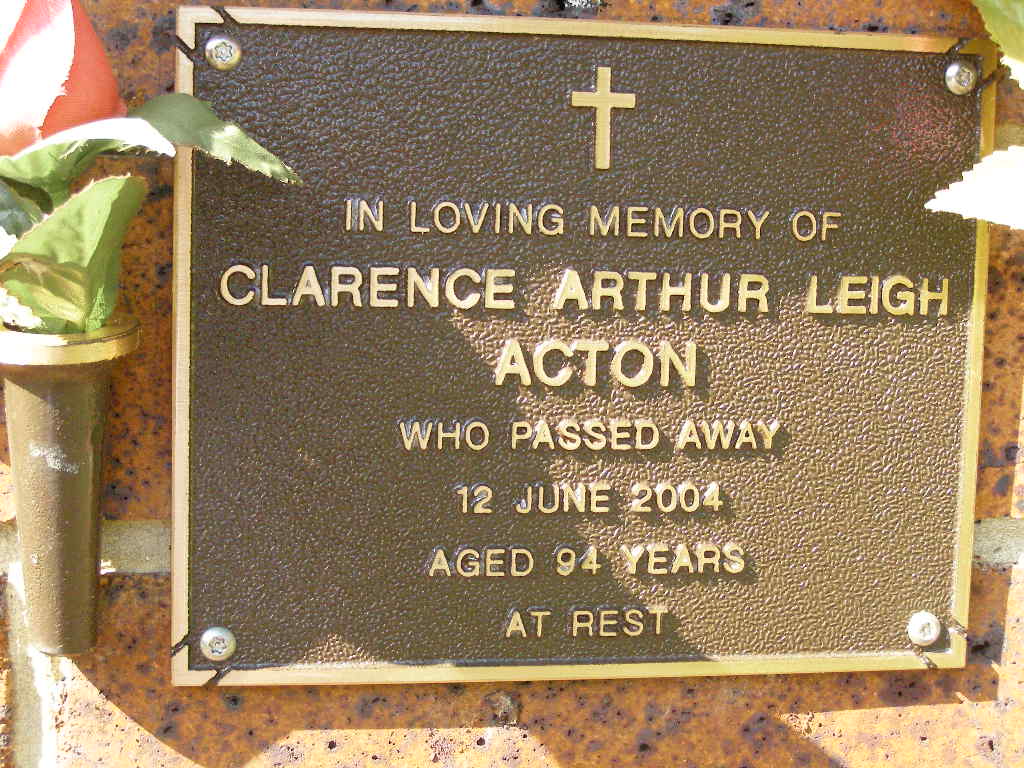 IN LOVING MEMORY OF
CLARENCE ARTHUR LEIGH
ACTON
WHO PASSED AWAY
12 JUNE 2004
AGED 94 YEARS
AT REST